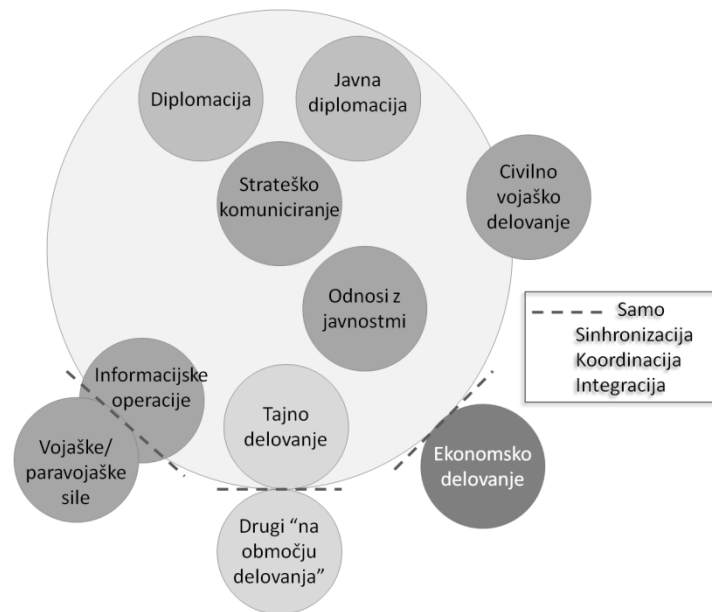 Diplomacija
Javna
diplomacija
Strateško
komuniciranje
Civilno
vojaško
delovanje
Odnosi z
javnostmi
Samo
Sinhronizacija
Koordinacija
Integracija
Informacijske
operacije
Tajno
delovanje
Vojaške/
paravojaške
sile
Ekonomsko
delovanje
Drugi “na
območju
delovanja”